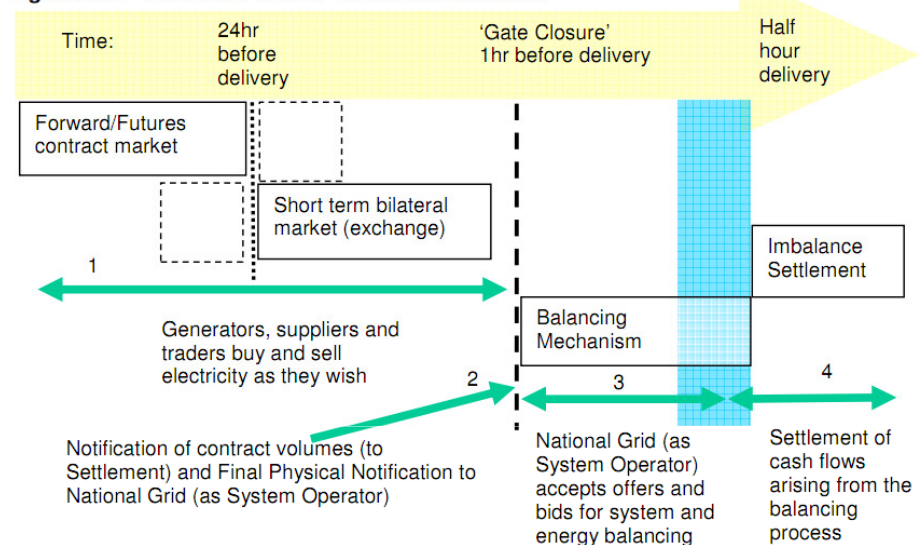 Time:
24hr
before
delivery
‘Gate Closure’
1hr before delivery
Half
hour
delivery
Forward/Futures
contract market
Short term bilateral
market (exchange)
Imbalance
Settlement
1
Generators, suppliers and
traders buy and sell
electricity as they wish
Balancing
Mechanism
2
3
4
Notification of contract volumes (to
Settlement) and Final Physical Notification to
National Grid (as System Operator)
National Grid (as
System Operator)
accepts offers and
bids for system and
energy balancing
Settlement of
cash flows
arising from the
balancing
process